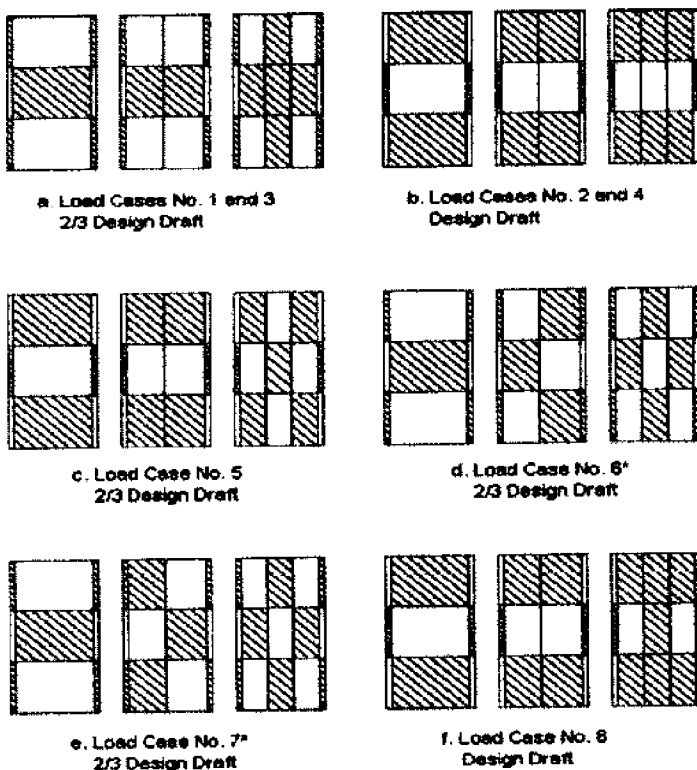 a. Load Cases No. 1 and 3
2/3 Design Draft
b. Load Cases No. 2 and 4
Design Draft
c. Load Case No. 5
2/3 Design Draft
d. Load Case No. 6*
2/3 Design Draft
e. Load Case No. 7*
2/3 Design Draft
f. Load Case No. 8
Design Draft